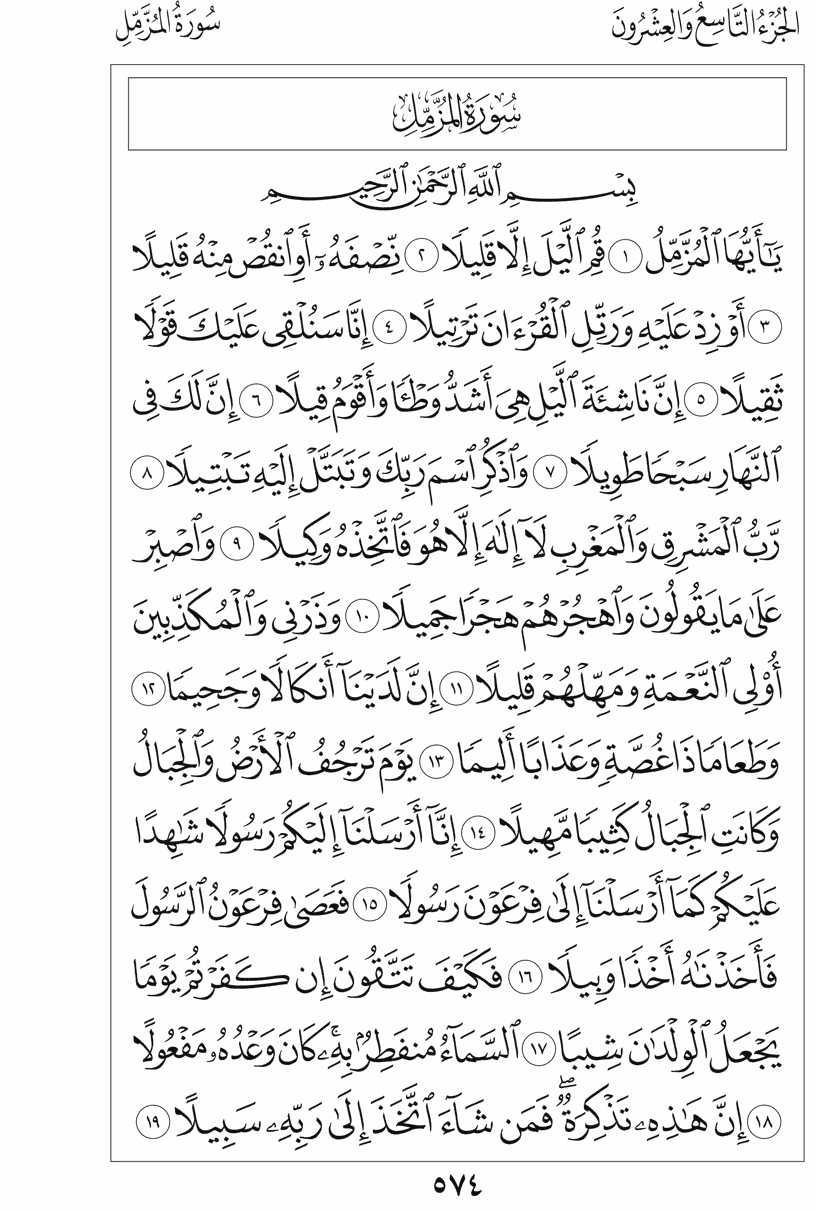 الجُزْءُ التَّاسِعُ وَالعِشْرُونَ
سُورَةُ المُزَّمِّلِ
سُورَةُ المُزَّمِّلِ
بِسْمِ ٱللَّهِ ٱلرَّحْمَٰنِ ٱلرَّحِيمِ
يَٰٓأَيُّهَا ٱلْمُزَّمِّلُ ١ قُمِ ٱلَّيْلَ إِلَّا قَلِيلًا ٢ نِّصْفَهُۥٓ أَوِ ٱنقُصْ مِنْهُ قَلِيلًا
٣ أَوْ زِدْ عَلَيْهِ وَرَتِّلِ ٱلْقُرْءَانَ تَرْتِيلًا ٤ إِنَّا سَنُلْقِى عَلَيْكَ قَوْلًا
ثَقِيلًا ٥ إِنَّ نَاشِئَةَ ٱلَّيْلِ هِىَ أَشَدُّ وَطْـًٔا وَأَقْوَمُ قِيلًا ٦ إِنَّ لَكَ فِى
ٱلنَّهَارِ سَبْحًا طَوِيلًا ٧ وَٱذْكُرِ ٱسْمَ رَبِّكَ وَتَبَتَّلْ إِلَيْهِ تَبْتِيلًا ٨
رَّبُّ ٱلْمَشْرِقِ وَٱلْمَغْرِبِ لَآ إِلَٰهَ إِلَّا هُوَ فَٱتَّخِذْهُ وَكِيلًا ٩ وَٱصْبِرْ
عَلَىٰ مَا يَقُولُونَ وَٱهْجُرْهُمْ هَجْرًا جَمِيلًا ١٠ وَذَرْنِى وَٱلْمُكَذِّبِينَ
أُو۟لِى ٱلنَّعْمَةِ وَمَهِّلْهُمْ قَلِيلًا ١١ إِنَّ لَدَيْنَآ أَنكَالًا وَجَحِيمًا ١٢
وَطَعَامًا ذَا غُصَّةٍ وَعَذَابًا أَلِيمًا ١٣ يَوْمَ تَرْجُفُ ٱلْأَرْضُ وَٱلْجِبَالُ
وَكَانَتِ ٱلْجِبَالُ كَثِيبًا مَّهِيلًا ١٤ إِنَّآ أَرْسَلْنَآ إِلَيْكُمْ رَسُولًا شَٰهِدًا
عَلَيْكُمْ كَمَآ أَرْسَلْنَآ إِلَىٰ فِرْعَوْنَ رَسُولًا ١٥ فَعَصَىٰ فِرْعَوْنُ ٱلرَّسُولَ
فَأَخَذْنَٰهُ أَخْذًا وَبِيلًا ١٦ فَكَيْفَ تَتَّقُونَ إِن كَفَرْتُمْ يَوْمًا
يَجْعَلُ ٱلْوِلْدَٰنَ شِيبًا ١٧ ٱلسَّمَآءُ مُنفَطِرٌۢ بِهِۦ ۚ كَانَ وَعْدُهُۥ مَفْعُولًا
١٨ إِنَّ هَٰذِهِۦ تَذْكِرَةٌ ۖ فَمَن شَآءَ ٱتَّخَذَ إِلَىٰ رَبِّهِۦ سَبِيلًا ١٩
٥٧٤